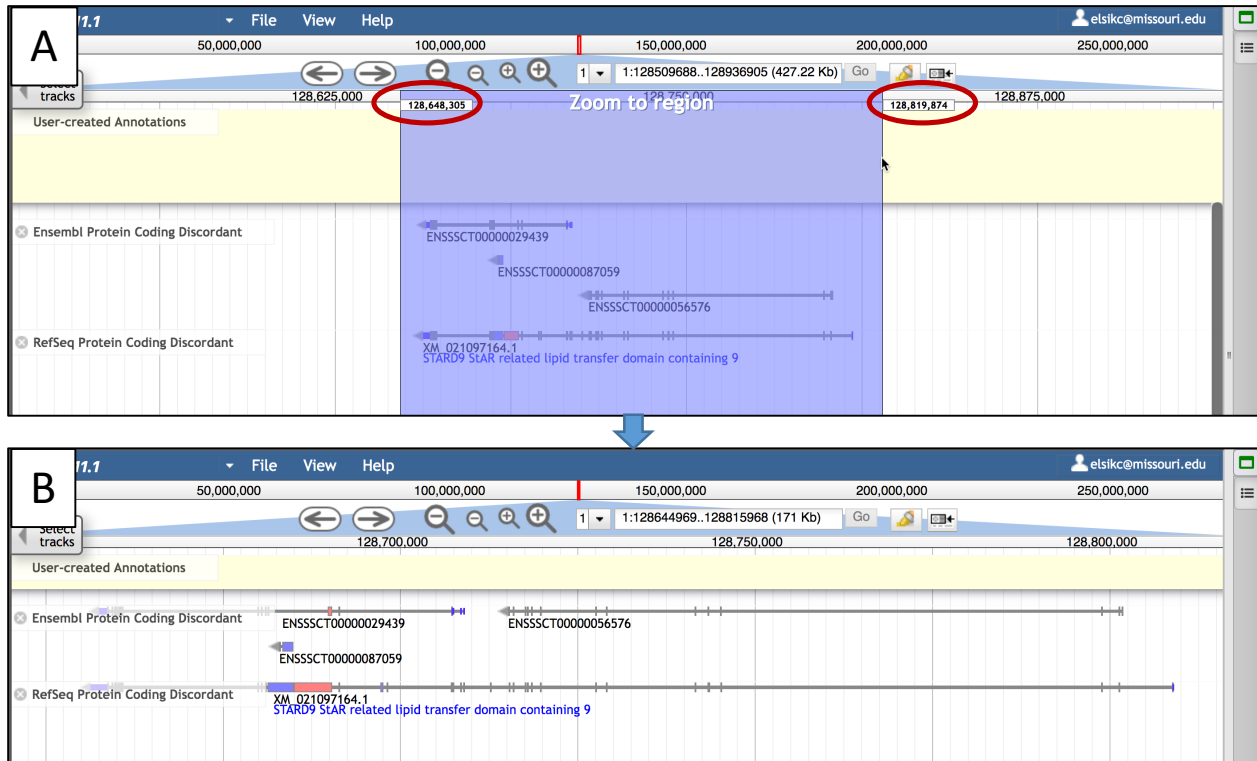 A
11.1 File View Help elsikc@missouri.edu
50,000,000 100,000,000 150,000,000 200,000,000 250,000,000
1 1:128509688..128936905 (427.22 Kb) Go
Select
tracks
128,625,000 128,750,000 128,875,000
128,648,305 Zoom to region 128,819,874
User-created Annotations
Ensembl Protein Coding Discordant
ENSSSCT00000029439
ENSSSCT00000087059
ENSSSCT00000056576
RefSeq Protein Coding Discordant
XM_021097164.1
STARD9 StAR related lipid transfer domain containing 9
B
11.1 File View Help elsikc@missouri.edu
50,000,000 100,000,000 150,000,000 200,000,000 250,000,000
1 1:128644969..128815968 (171 Kb) Go
Select
tracks
128,700,000 128,750,000 128,800,000
User-created Annotations
Ensembl Protein Coding Discordant
ENSSSCT00000029439 ENSSSCT00000056576
ENSSSCT00000087059
RefSeq Protein Coding Discordant
XM_021097164.1
STARD9 StAR related lipid transfer domain containing 9